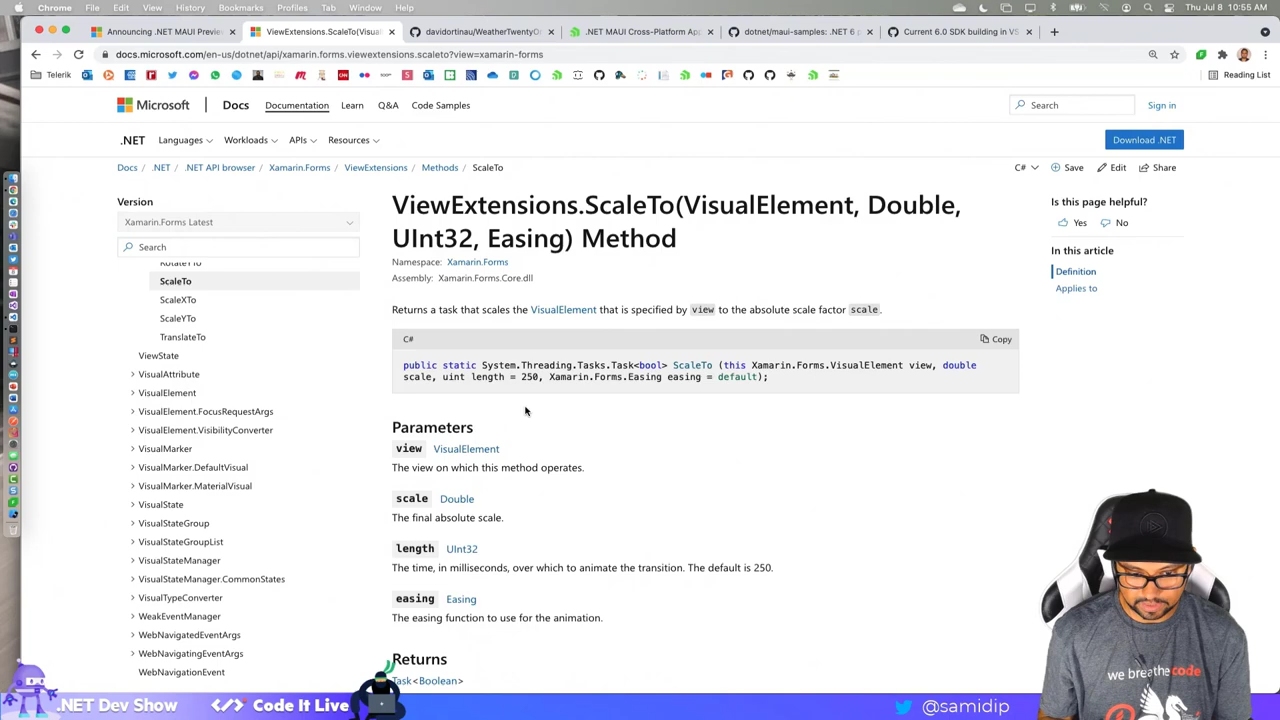 Chrome File Edit View History Bookmarks Profiles Tab Window Help
Thu Jul 8 10:55 AM
Announcing .NET MAUI Previe
ViewExtensions.ScaleTo(Visual
davidortinau/WeatherTwentyO
.NET MAUI Cross-Platform App
dotnet/maui-samples: .NET 6 p
Current 6.0 SDK building in VS
docs.microsoft.com/en-us/dotnet/api/xamarin.forms.viewextensions.scaleto?view=xamarin-forms
Telerik
Reading List
Microsoft
Docs Documentation Learn Q&A Code Samples
Search
Sign in
.NET Languages Workloads APIs Resources
Download .NET
Docs / .NET / .NET API browser / Xamarin.Forms / ViewExtensions / Methods / ScaleTo
C# Save Edit Share
Version
Xamarin.Forms Latest
Search
RotateYTo
ScaleTo
ScaleXTo
ScaleYTo
TranslateTo
ViewState
VisualAttribute
VisualElement
VisualElement.FocusRequestArgs
VisualElement.VisibilityConverter
VisualMarker
VisualMarker.DefaultVisual
VisualMarker.MaterialVisual
VisualState
VisualStateGroup
VisualStateGroupList
VisualStateManager
VisualStateManager.CommonStates
VisualTypeConverter
WeakEventManager
WebNavigatedEventArgs
WebNavigatingEventArgs
WebNavigationEvent
ViewExtensions.ScaleTo(VisualElement, Double,
UInt32, Easing) Method
Namespace: Xamarin.Forms
Assembly: Xamarin.Forms.Core.dll
Returns a task that scales the VisualElement that is specified by view to the absolute scale factor scale.
C#
Copy
public static System.Threading.Tasks.Task<bool> ScaleTo (this Xamarin.Forms.VisualElement view, double
scale, uint length = 250, Xamarin.Forms.Easing easing = default);
Parameters
view VisualElement
The view on which this method operates.
scale Double
The final absolute scale.
length UInt32
The time, in milliseconds, over which to animate the transition. The default is 250.
easing Easing
The easing function to use for the animation.
Returns
Task<Boolean>
Is this page helpful?
Yes No
In this article
Definition
Applies to
we breathe code
.NET Dev Show
</> Code It Live
@samidip